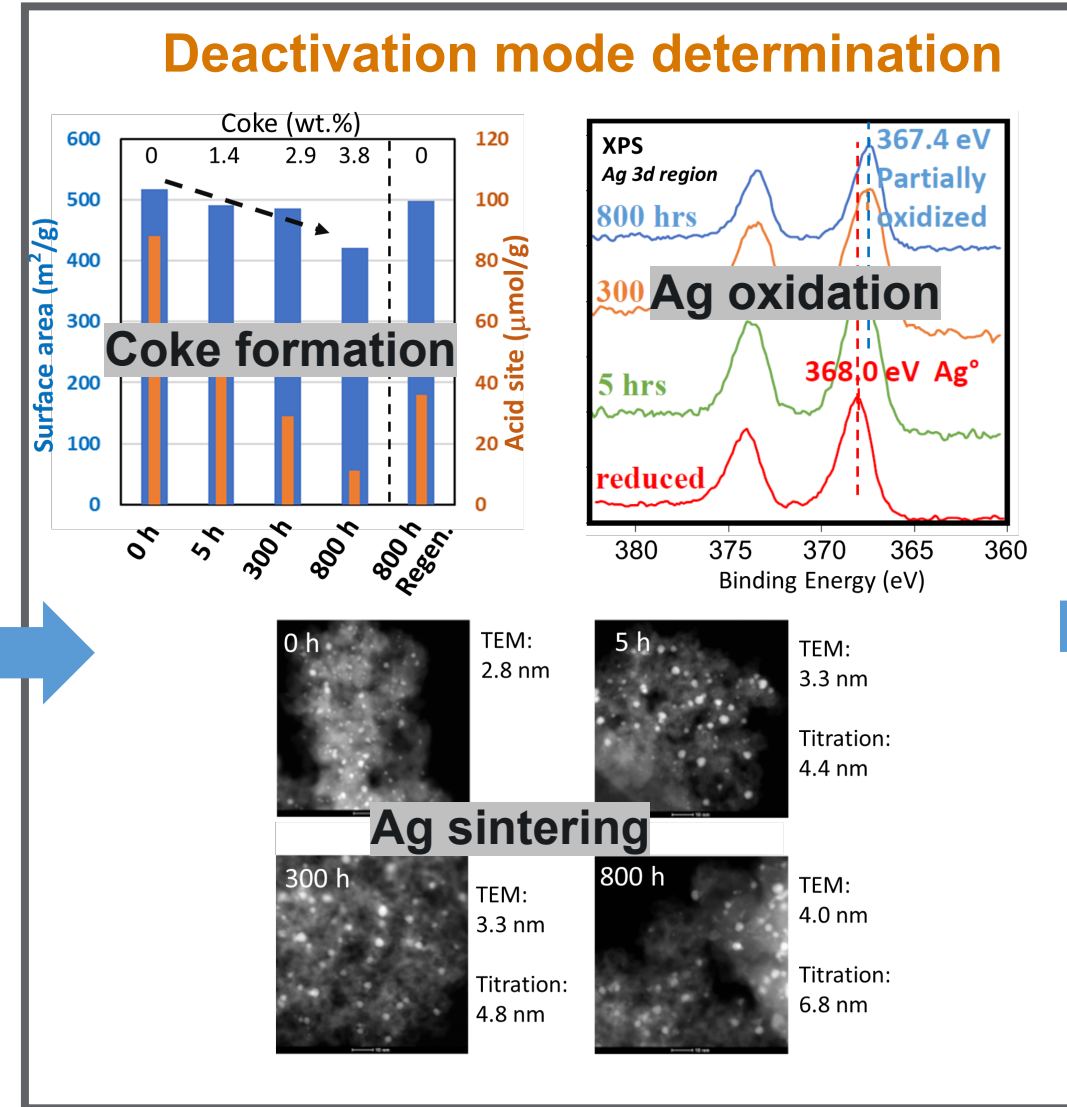 Deactivation mode determination
Coke (wt.%)
0 1.4 2.9 3.8 0
600
500
400
300
200
100
0
Surface area (m²/g)
120
100
80
60
40
20
0
Acid site (μmol/g)
Coke formation
0 h
5 h
300 h
800 h
800 h
Regen.
XPS
Ag 3d region
367.4 eV
Partially
oxidized
800 hrs
300
Ag oxidation
368.0 eV Ag°
5 hrs
reduced
380 375 370 365 360
Binding Energy (eV)
0 h
TEM:
2.8 nm
5 h
TEM:
3.3 nm
Titration:
4.4 nm
Ag sintering
300 h
TEM:
3.3 nm
Titration:
4.8 nm
800 h
TEM:
4.0 nm
Titration:
6.8 nm